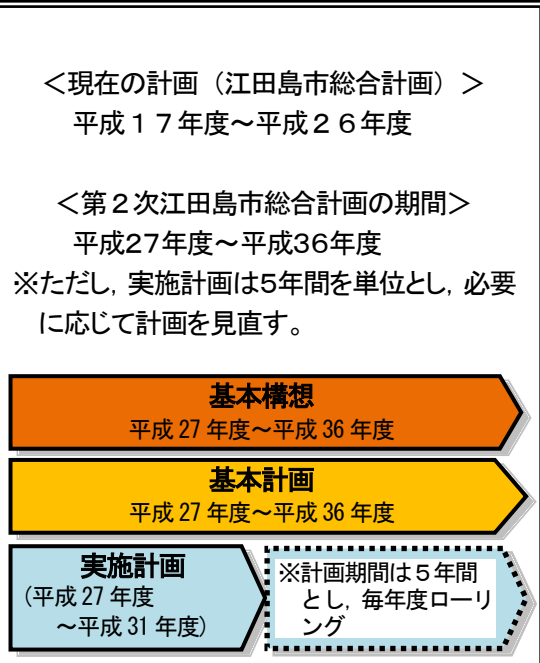 ＜現在の計画（江田島市総合計画）＞
平成１７年度～平成２６年度
＜第２次江田島市総合計画の期間＞
平成27年度～平成36年度
※ただし，実施計画は５年間を単位とし，必要
に応じて計画を見直す。
基本構想
平成 27 年度～平成 36 年度
基本計画
平成 27 年度～平成 36 年度
実施計画
(平成 27 年度
～平成 31 年度)
※計画期間は５年間
とし，毎年度ローリ
ング